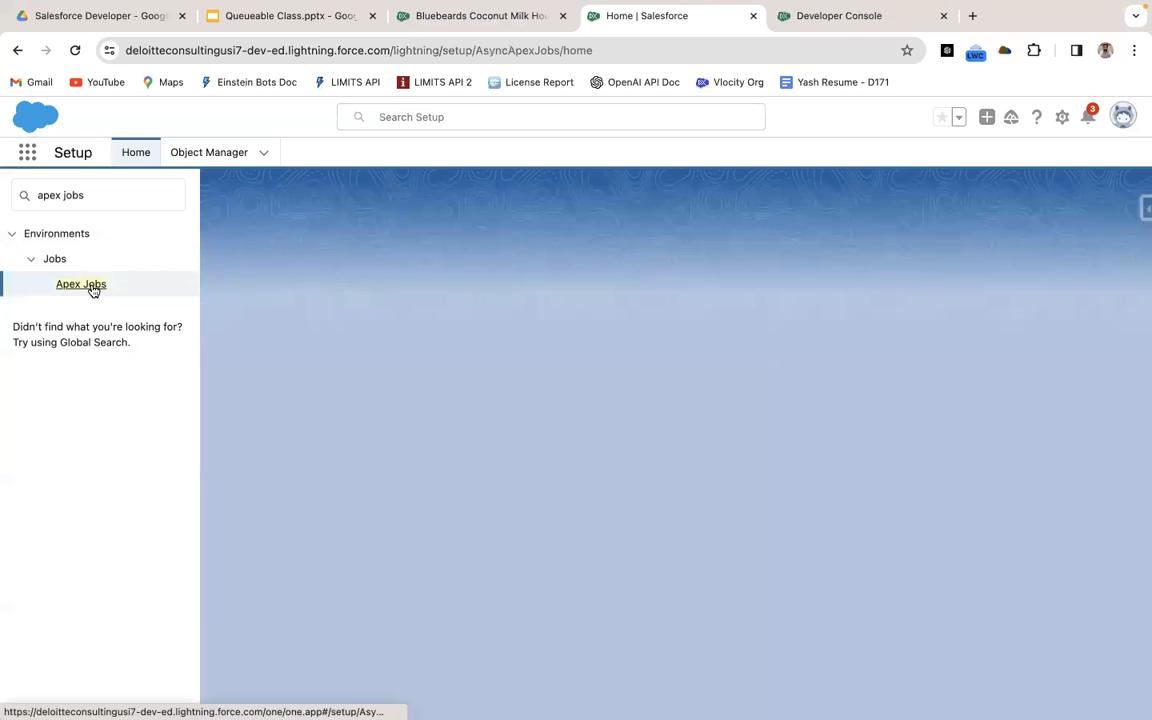 Salesforce Developer - Googl
Queueable Class.pptx - Goo
Bluebeards Coconut Milk Hou
Home | Salesforce
Developer Console
deloitteconsultingusi7-dev-ed.lightning.force.com/lightning/setup/AsyncApexJobs/home
Gmail
YouTube
Maps
Einstein Bots Doc
LIMITS API
LIMITS API 2
License Report
OpenAI API Doc
Vlocity Org
Yash Resume - D171
LWC
Search Setup
3
Setup
Home
Object Manager
apex jobs
Environments
Jobs
Apex Jobs
Didn't find what you're looking for?
Try using Global Search.
https://deloitteconsultingusi7-dev-ed.lightning.force.com/one/one.app#/setup/Asy...